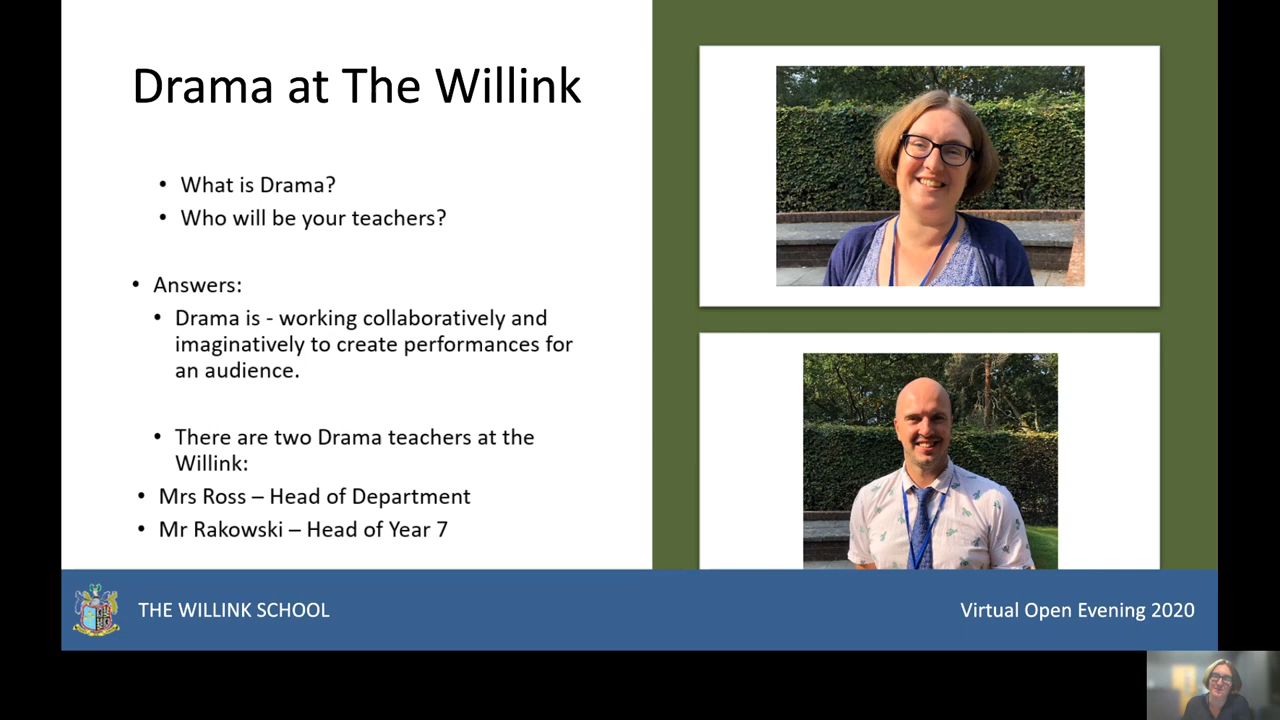 Drama at The Willink
• What is Drama?
• Who will be your teachers?
• Answers:
• Drama is - working collaboratively and
imaginatively to create performances for
an audience.
• There are two Drama teachers at the
Willink:
• Mrs Ross – Head of Department
• Mr Rakowski – Head of Year 7
THE WILLINK SCHOOL
Virtual Open Evening 2020